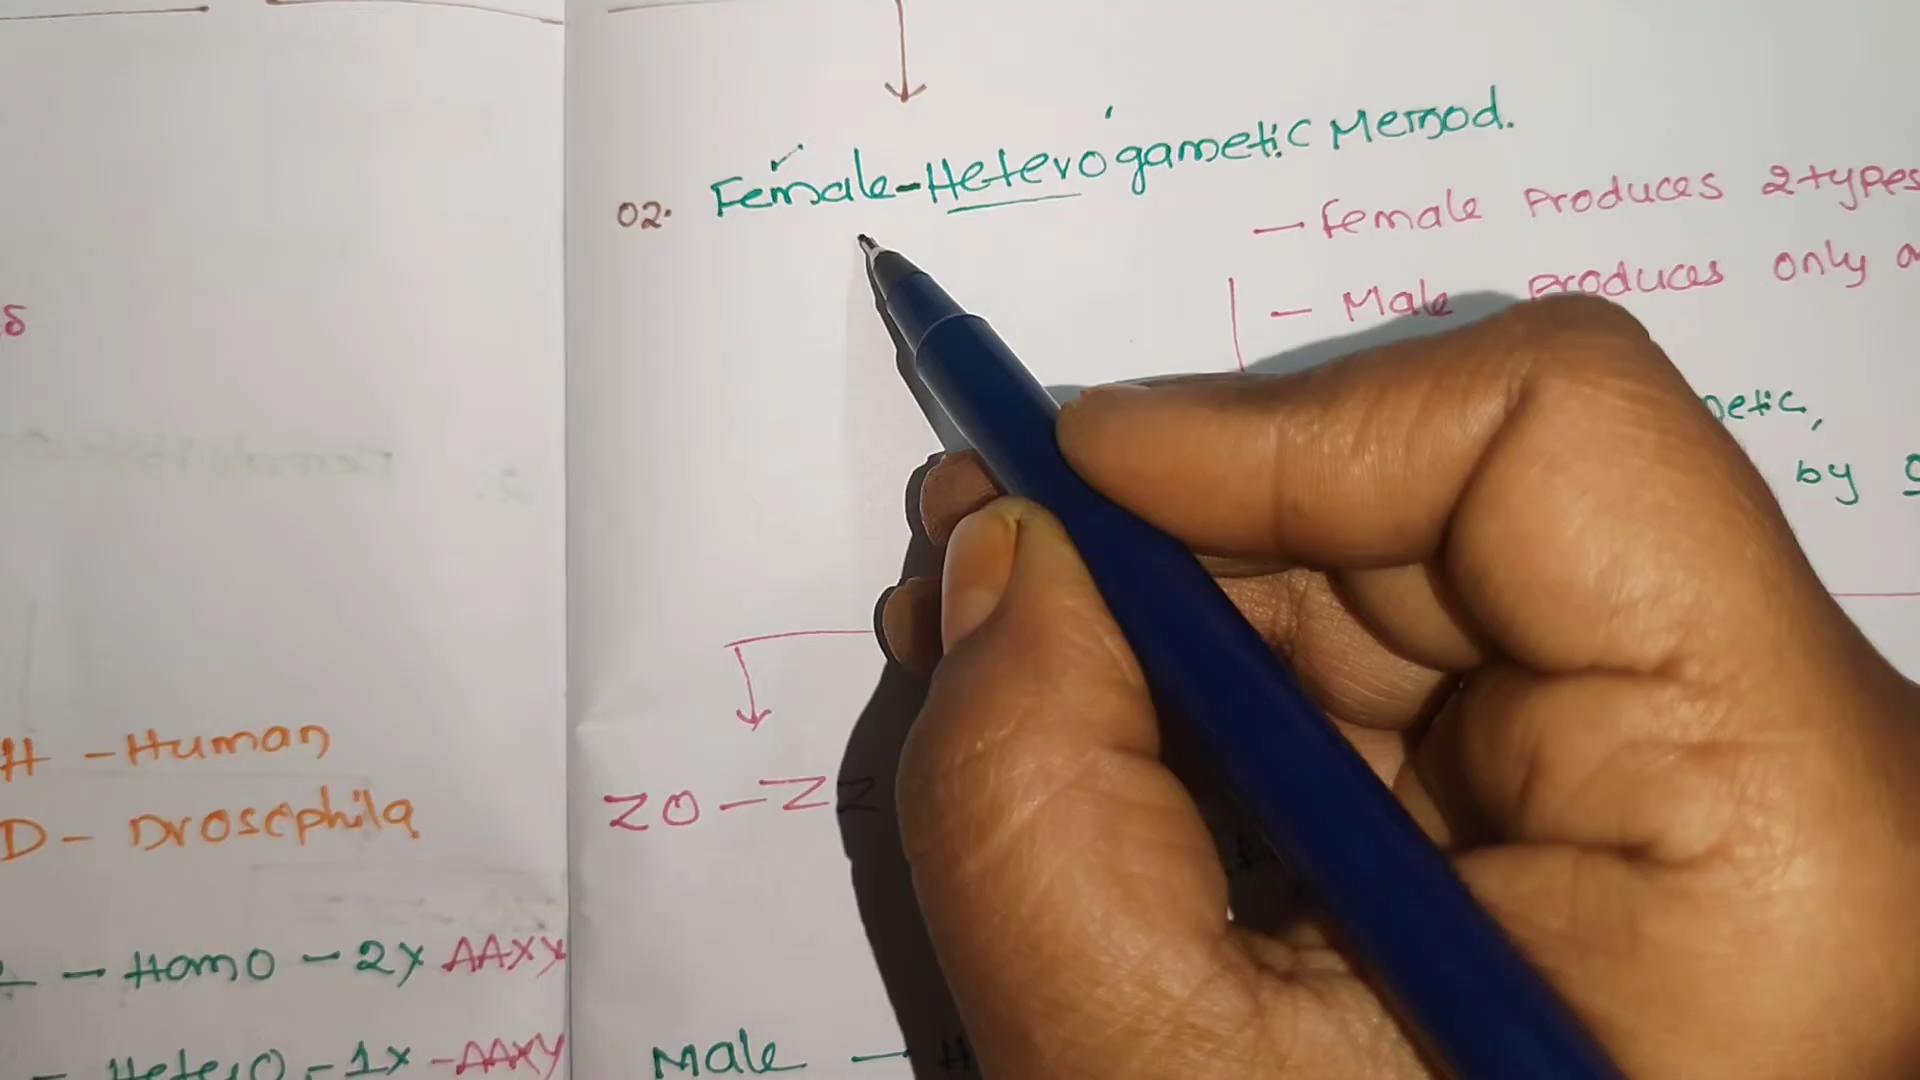 H - Human
D - Drosophila
- Homo - 2X AAXX
- Hetero - 1X - AAXY
02. Female-Heterogametic Method.
- Female Produces 2 types
- Male Produces only
by
ZO - ZZ
Male -